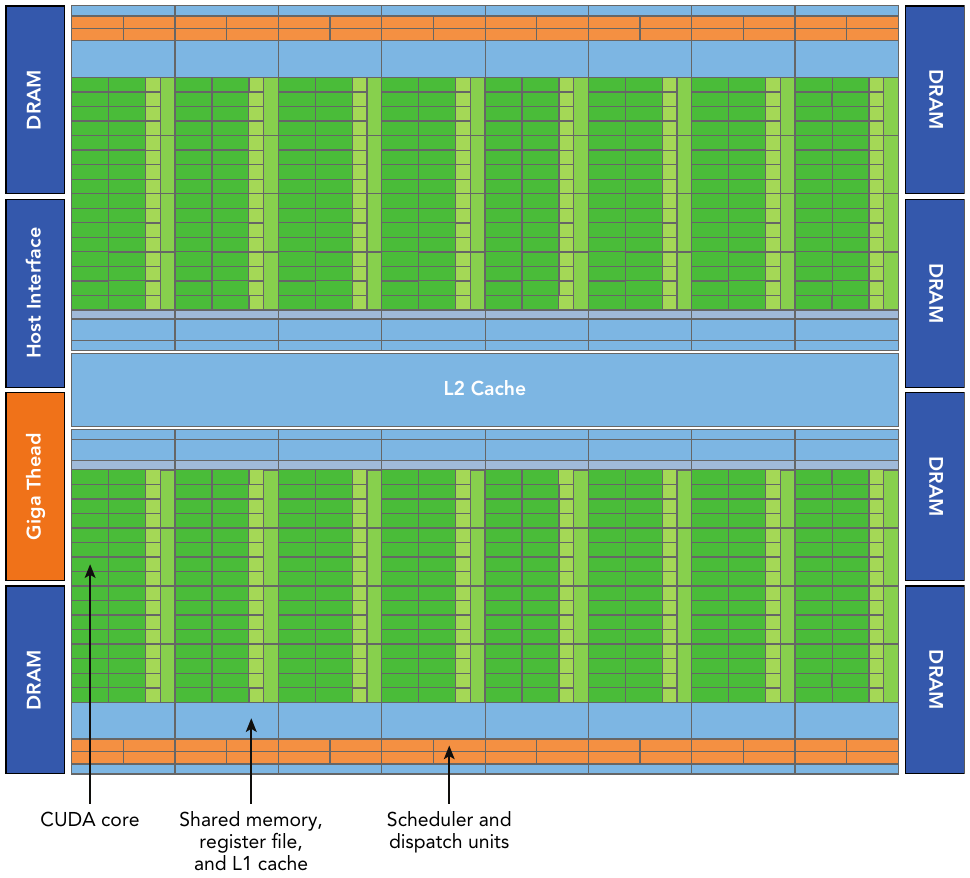 DRAM
Host Interface
Giga Thead
DRAM
L2 Cache
DRAM
DRAM
DRAM
DRAM
CUDA core
Shared memory,
register file,
and L1 cache
Scheduler and
dispatch units